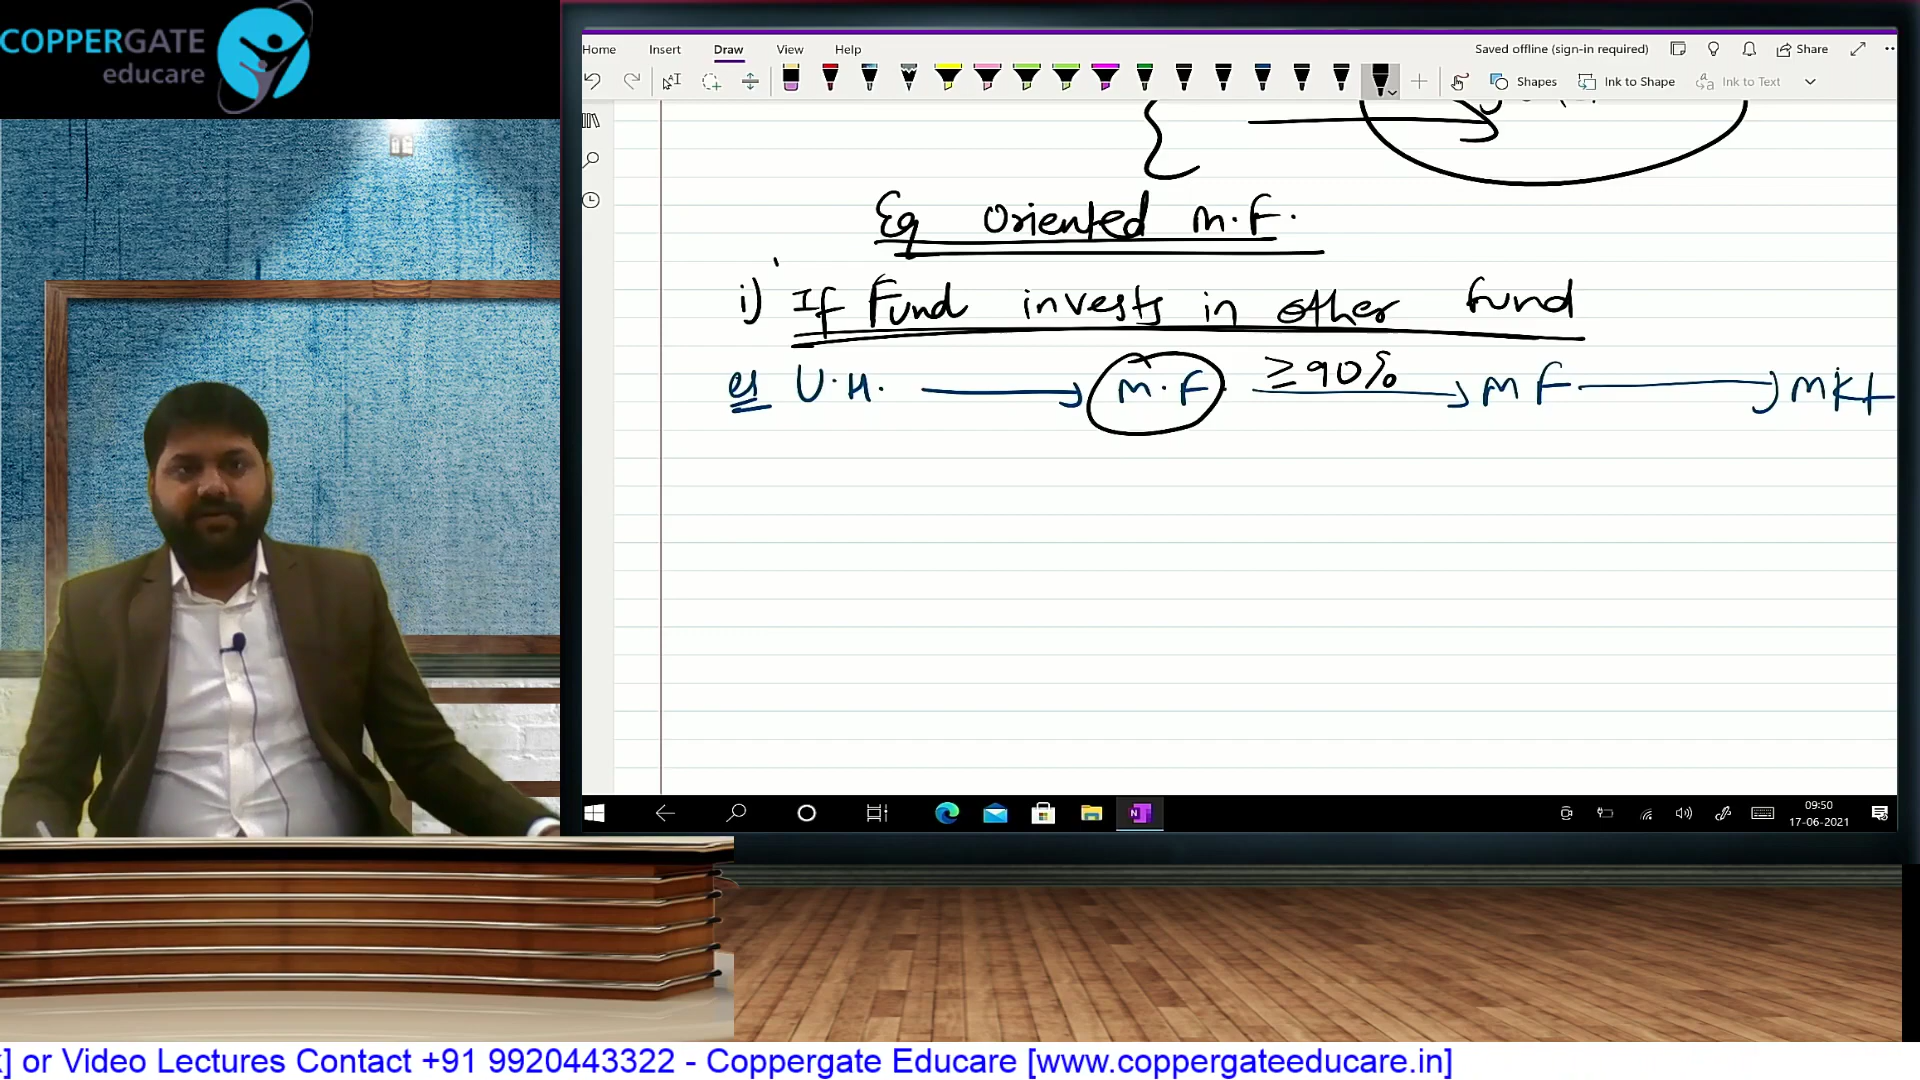 COPPERGATE
educare
Home Insert Draw View Help Saved offline (sign-in required) Share
Shapes Ink to Shape Ink to Text
Eq Oriented M.F.
i) If Fund invests in other fund
eg U.H. M.F. ≥90% MF Mkt
09:50
17-06-2021
] or Video Lectures Contact +91 9920443322 - Coppergate Educare [www.coppergateeducare.in]